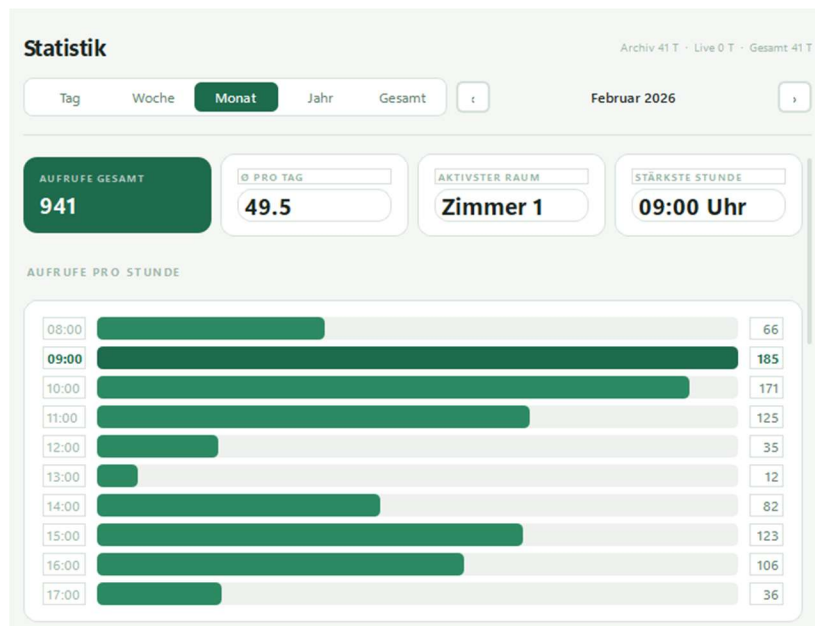 Statistik
Archiv 41 T · Live 0 T · Gesamt 41 T
Tag Woche Monat Jahr Gesamt ‹ Februar 2026 ›
AUFRUFE GESAMT
941
Ø PRO TAG
49.5
AKTIVSTER RAUM
Zimmer 1
STÄRKSTE STUNDE
09:00 Uhr
AUFRUFE PRO STUNDE
08:00 66
09:00 185
10:00 171
11:00 125
12:00 35
13:00 12
14:00 82
15:00 123
16:00 106
17:00 36